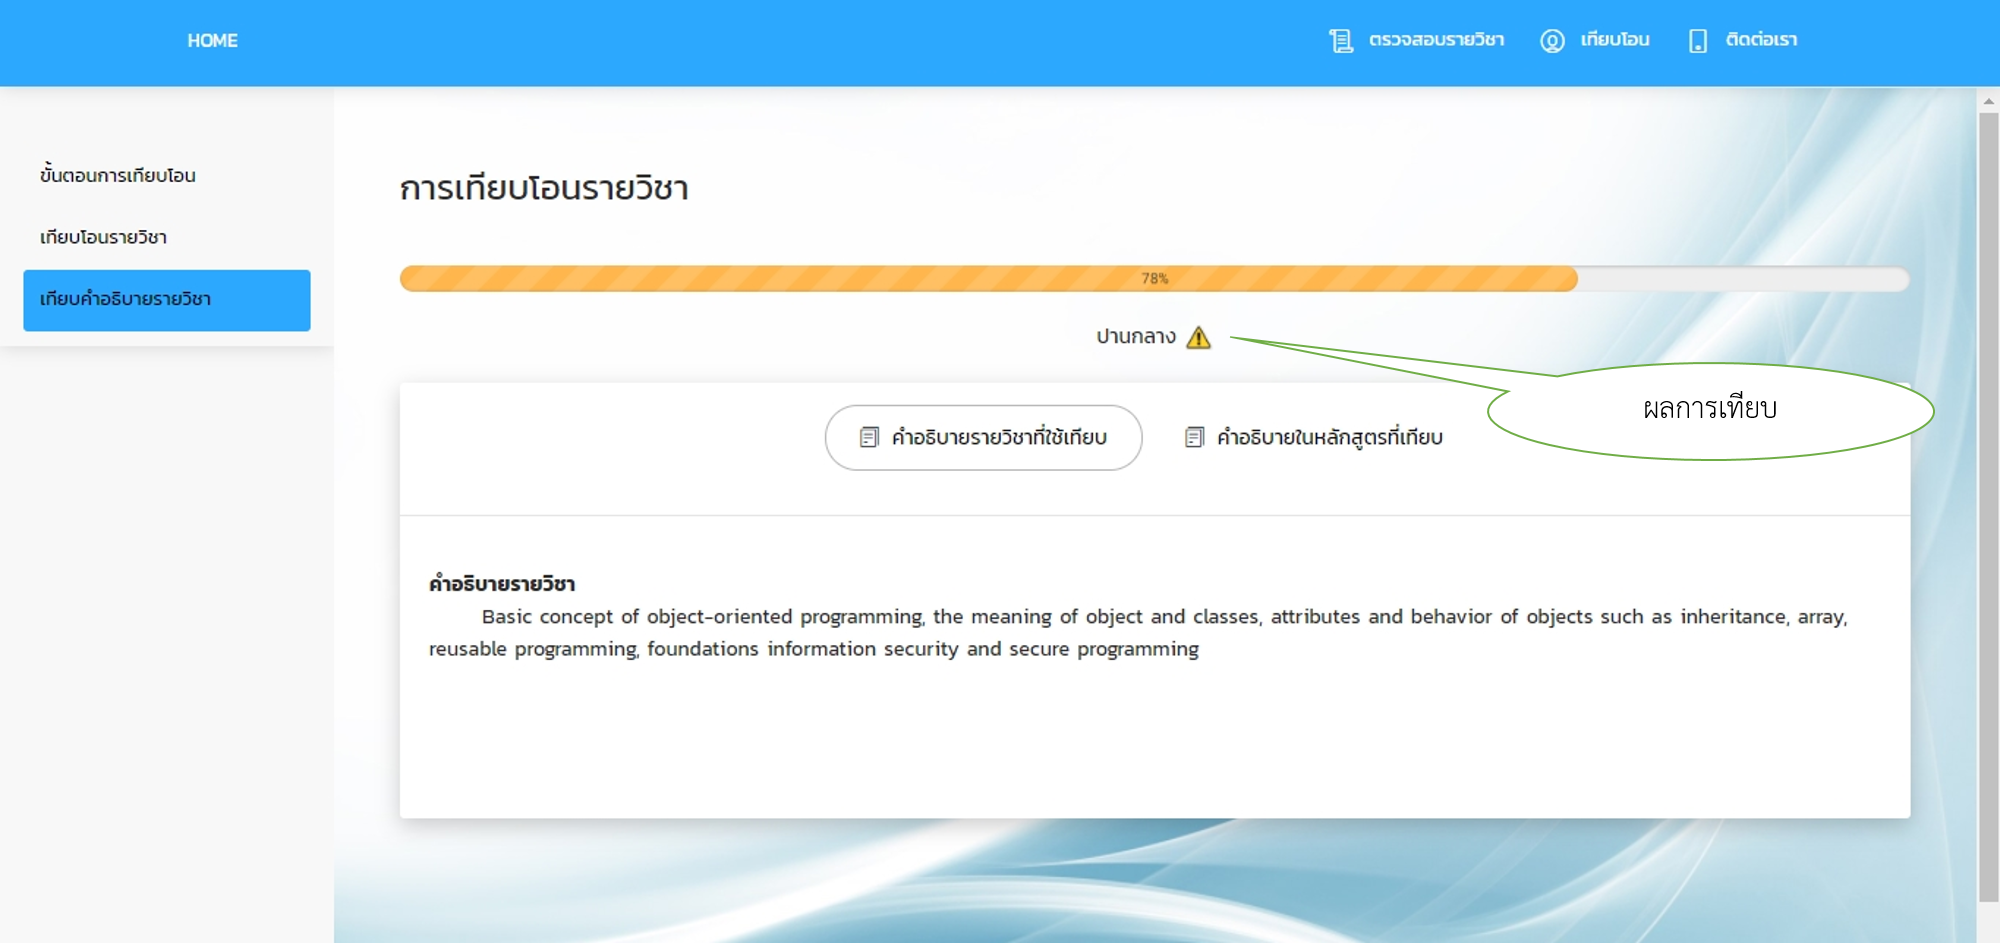 HOME
ตรวจสอบรายวิชา
เทียบโอน
ติดต่อเรา
ขั้นตอนการเทียบโอน
เทียบโอนรายวิชา
เทียบคำอธิบายรายวิชา
การเทียบโอนรายวิชา
78%
ปานกลาง
ผลการเทียบ
คำอธิบายรายวิชาที่ใช้เทียบ
คำอธิบายในหลักสูตรที่เทียบ
คำอธิบายรายวิชา
Basic concept of object-oriented programming, the meaning of object and classes, attributes and behavior of objects such as inheritance, array,
reusable programming, foundations information security and secure programming